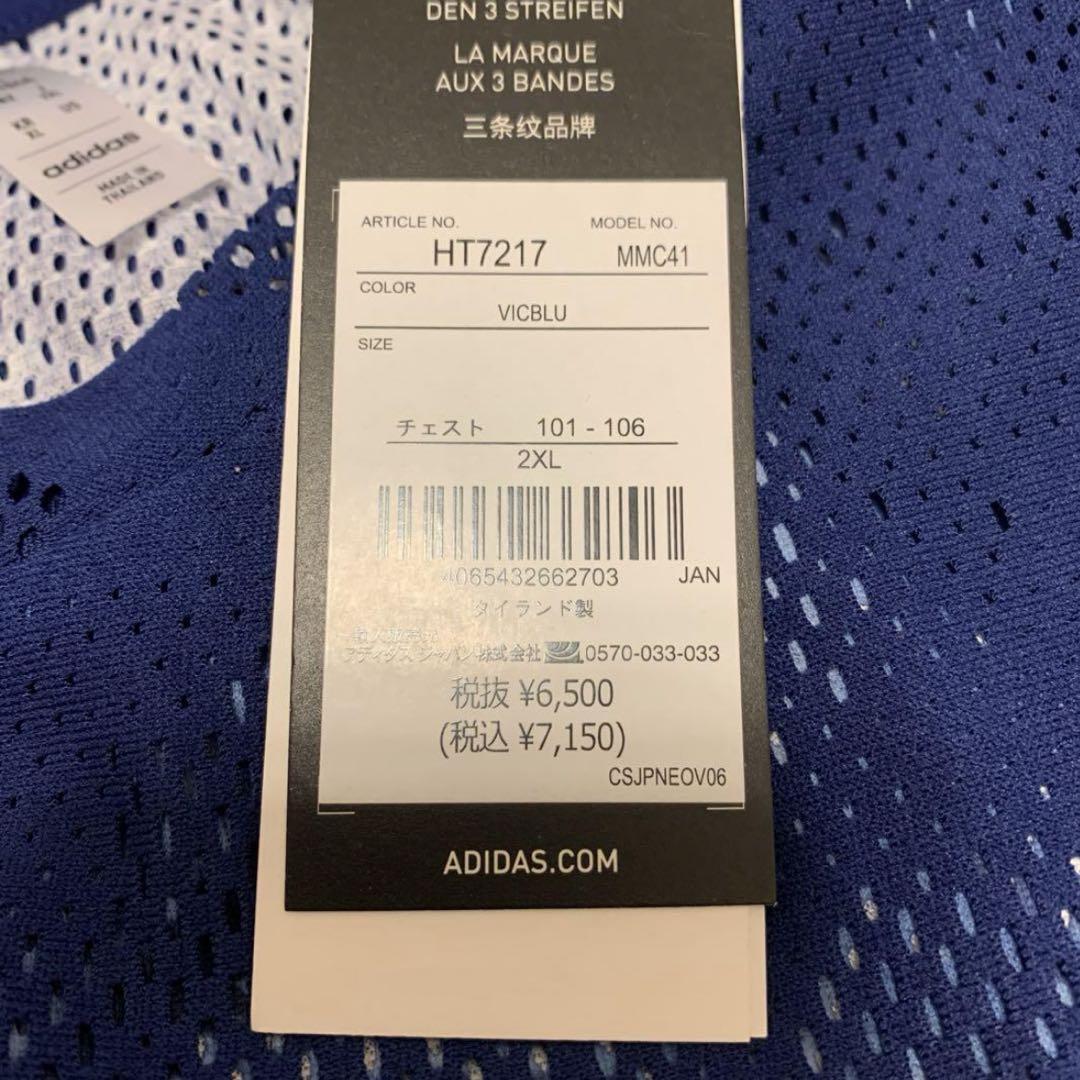 DEN 3 STREIFEN
LA MARQUE
AUX 3 BANDES
三条纹品牌
KR
XL
adidas
MADE IN
THAILAND
ARTICLE NO. MODEL NO.
HT7217 MMC41
COLOR
VICBLU
SIZE
チェスト 101 - 106
2XL
4065432662703 JAN
タイランド製
アディダス ジャパン株式会社 0570-033-033
税抜 ¥6,500
(税込 ¥7,150)
CSJPNEOV06
ADIDAS.COM